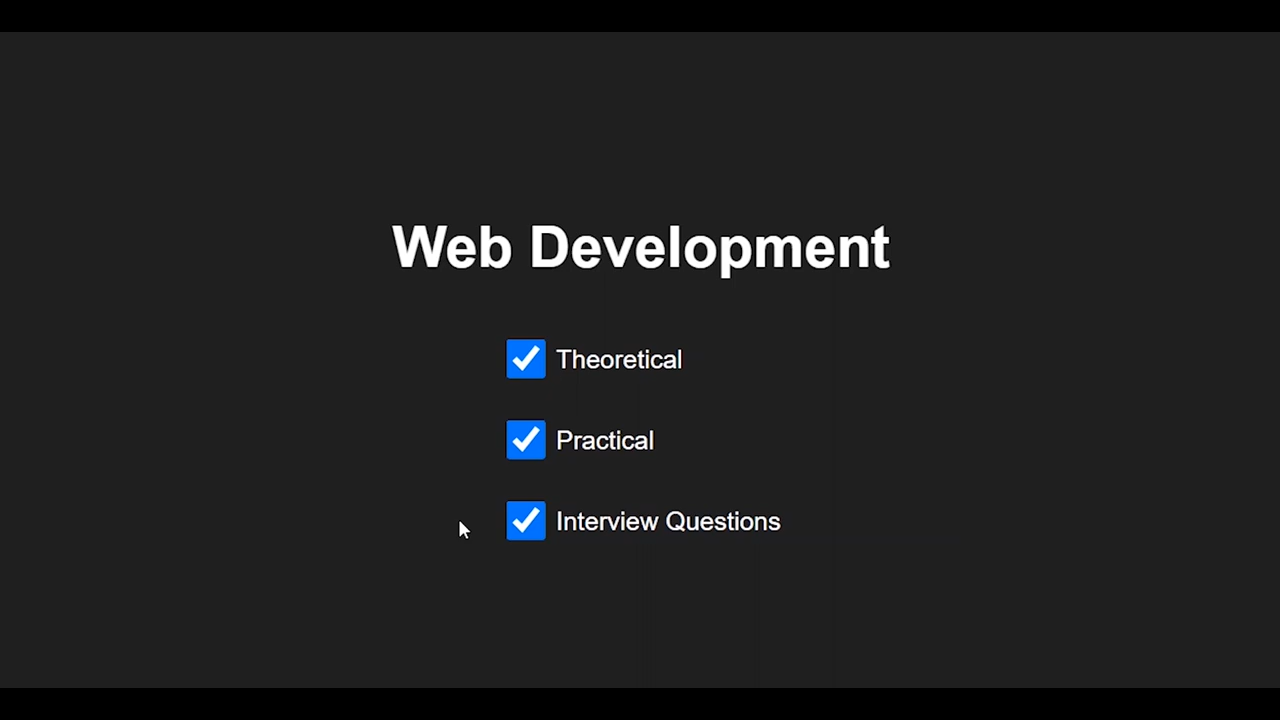 Web Development
Theoretical
Practical
Interview Questions